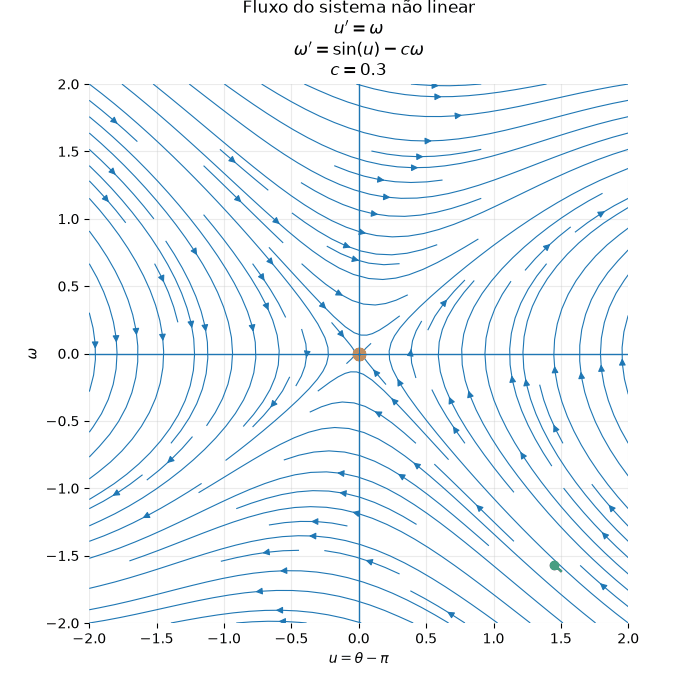 Fluxo do sistema não linear
u′ = ω
ω′ = sin(u) − cω
c = 0.3
2.0
1.5
1.0
0.5
0.0
−0.5
−1.0
−1.5
−2.0
ω
−2.0 −1.5 −1.0 −0.5 0.0 0.5 1.0 1.5 2.0
u = θ − π